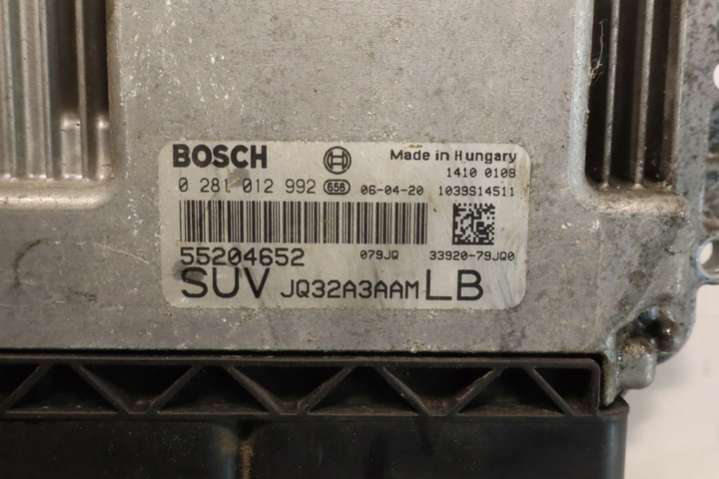 BOSCH Made in Hungary
1410 0108
0 281 012 992 656 06-04-20 1039S14511
55204652 079JQ 33920-79JQ0
SUV JQ32A3AAM LB